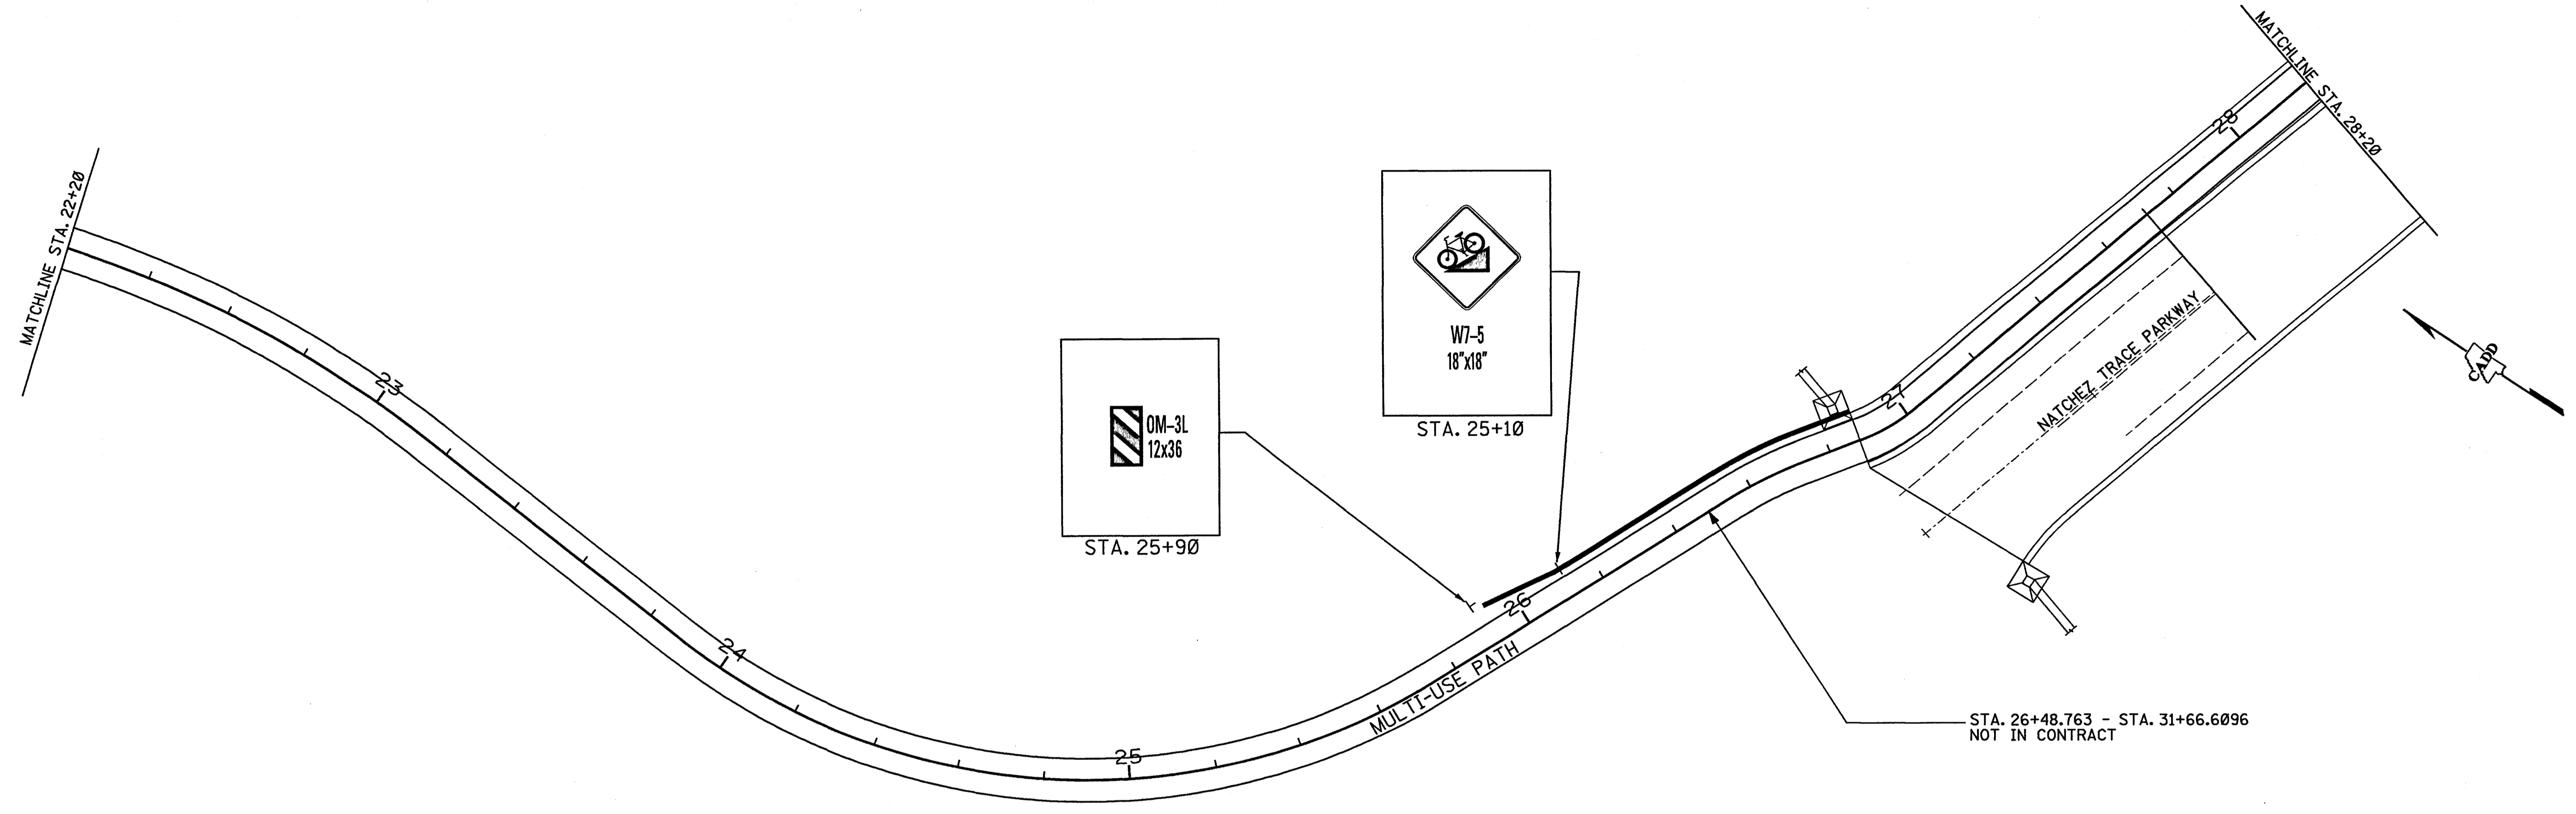 MATCHLINE STA. 22+20
23
24
25
26
27
28
OM-3L
12x36
STA. 25+90
W7-5
18"x18"
STA. 25+10
MULTI-USE PATH
NATCHEZ TRACE PARKWAY
MATCHLINE STA. 28+20
CADD
STA. 26+48.763 - STA. 31+66.6096
NOT IN CONTRACT